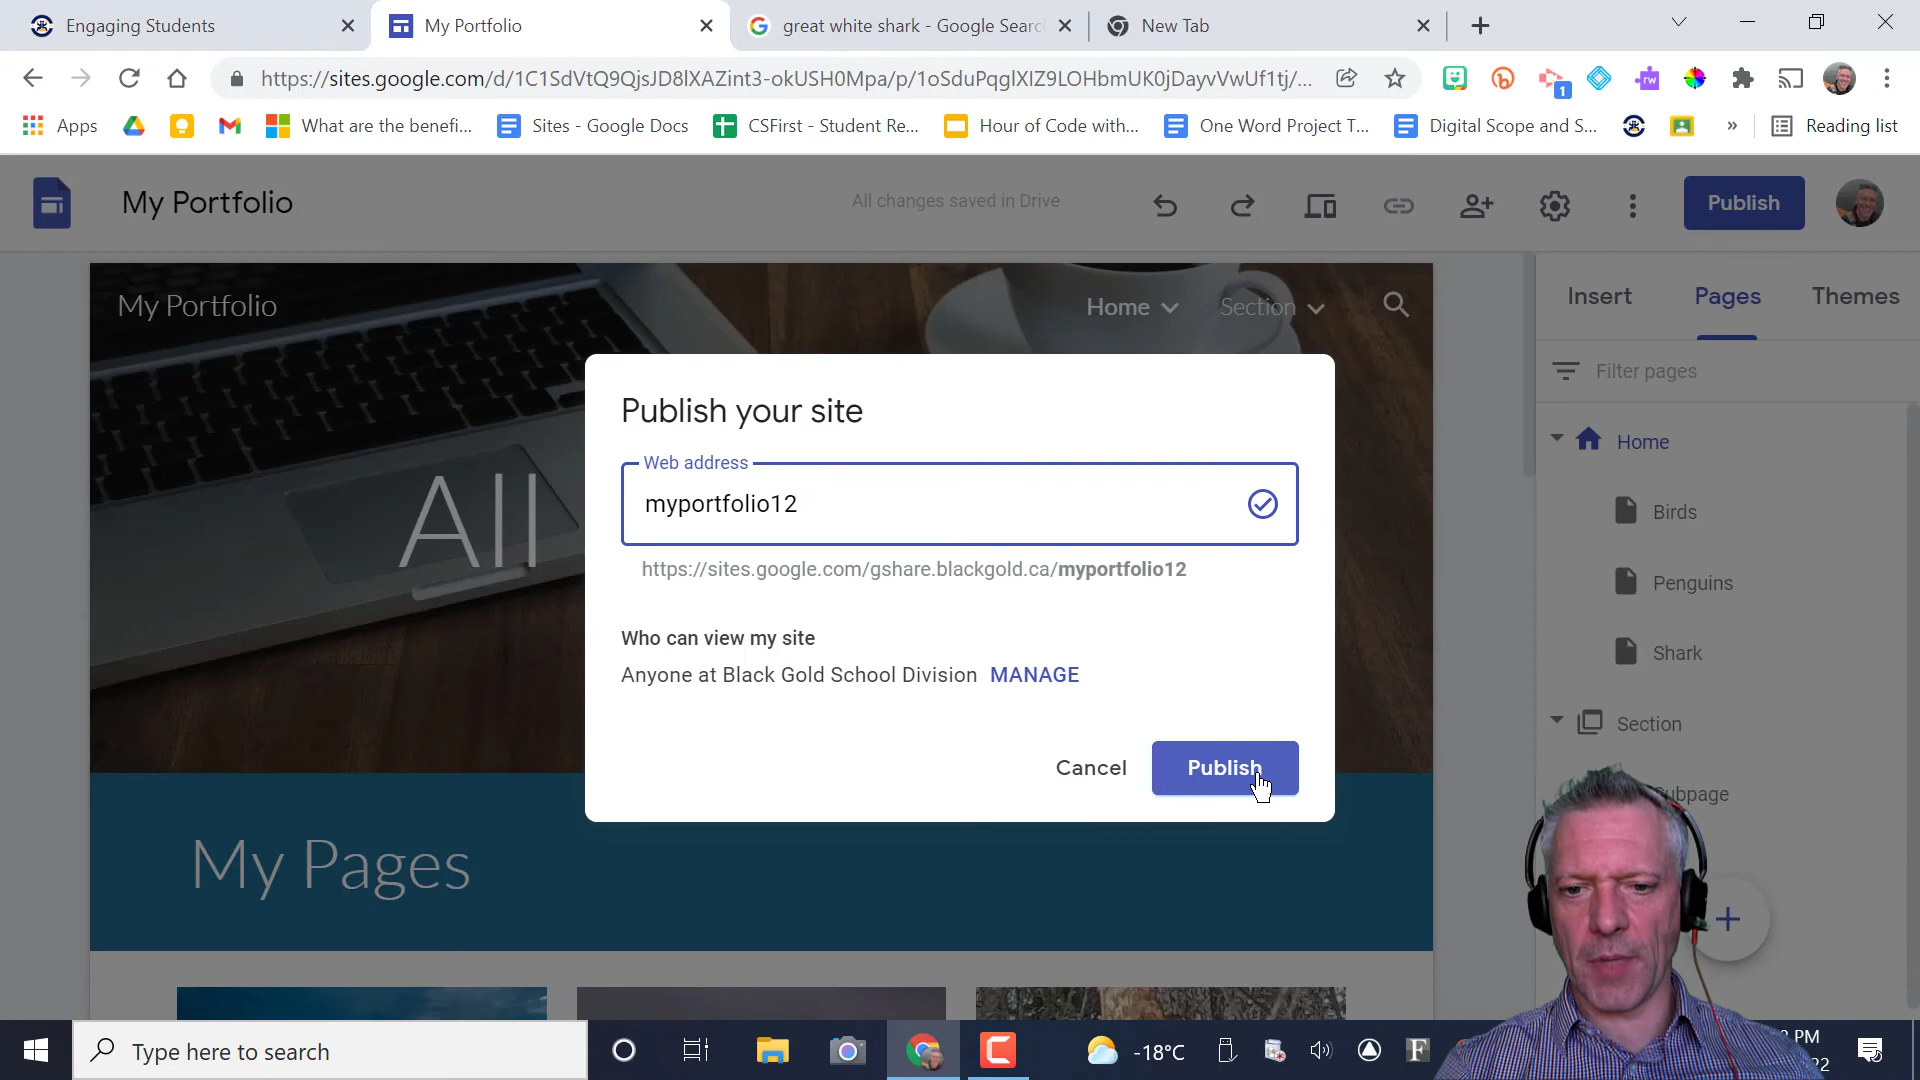 Engaging Students
My Portfolio
great white shark - Google Searc
New Tab
https://sites.google.com/d/1C1SdVtQ9QjsJD8lXAZint3-okUSH0Mpa/p/1oSduPqglXIZ9LOHbmUK0jDayvVwUf1tj/...
1
Apps
What are the benefi...
Sites - Google Docs
CSFirst - Student Re...
Hour of Code with...
One Word Project T...
Digital Scope and S...
»
Reading list
My Portfolio
All changes saved in Drive
Publish
My Portfolio
Home
Section
Insert
Pages
Themes
Filter pages
Publish your site
Web address
myportfolio12
https://sites.google.com/gshare.blackgold.ca/myportfolio12
Who can view my site
Anyone at Black Gold School Division MANAGE
Cancel
Publish
All
My Pages
Home
Birds
Penguins
Shark
Section
ubpage
Type here to search
-18°C
PM
22